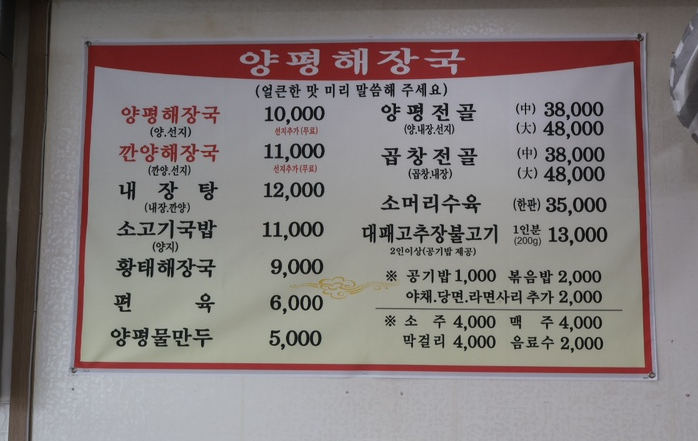 양평해장국
(얼큰한 맛 미리 말씀해 주세요)
양평해장국 10,000
(양.선지) 선지추가(무료)
깐양해장국 11,000
(깐양.선지) 선지추가(무료)
내 장 탕 12,000
(내장.깐양)
소고기국밥 11,000
(양지)
황태해장국 9,000
편 육 6,000
양평물만두 5,000
양평전골 (中) 38,000
(양.내장.선지) (大) 48,000
곱창전골 (中) 38,000
(곱창.내장) (大) 48,000
소머리수육 (한판) 35,000
대패고추장불고기 1인분 (200g) 13,000
2인이상(공기밥 제공)
※ 공기밥 1,000 볶음밥 2,000
야채.당면.라면사리 추가 2,000
※ 소 주 4,000 맥 주 4,000
막걸리 4,000 음료수 2,000